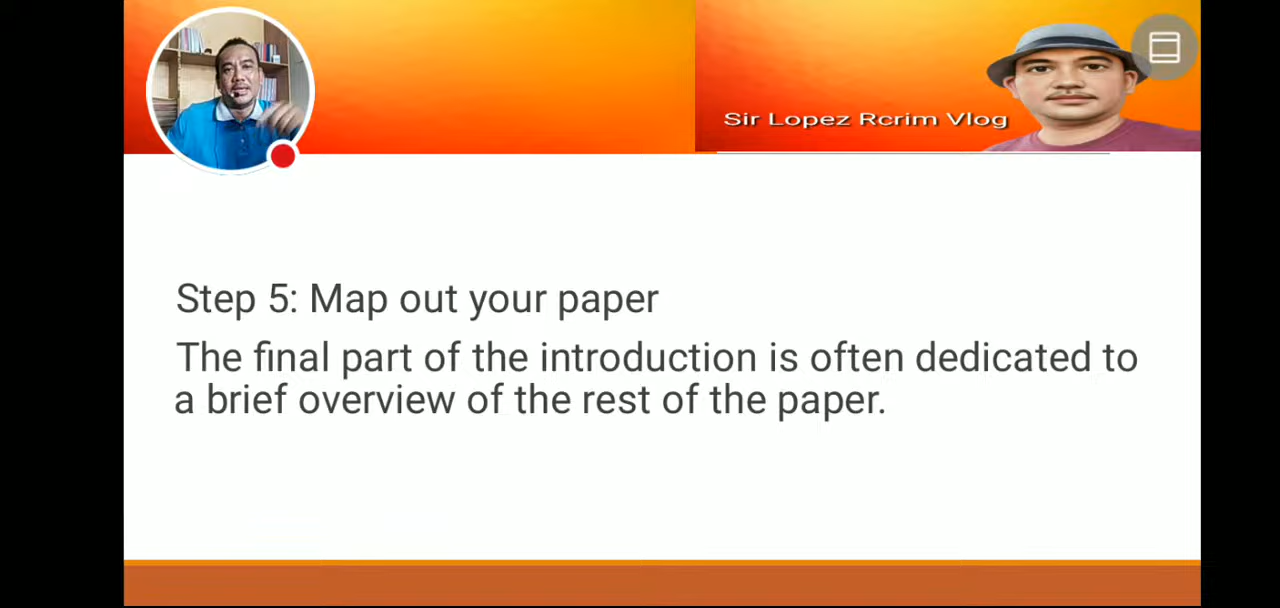 Sir Lopez Rcrim Vlog
Step 5: Map out your paper
The final part of the introduction is often dedicated to
a brief overview of the rest of the paper.